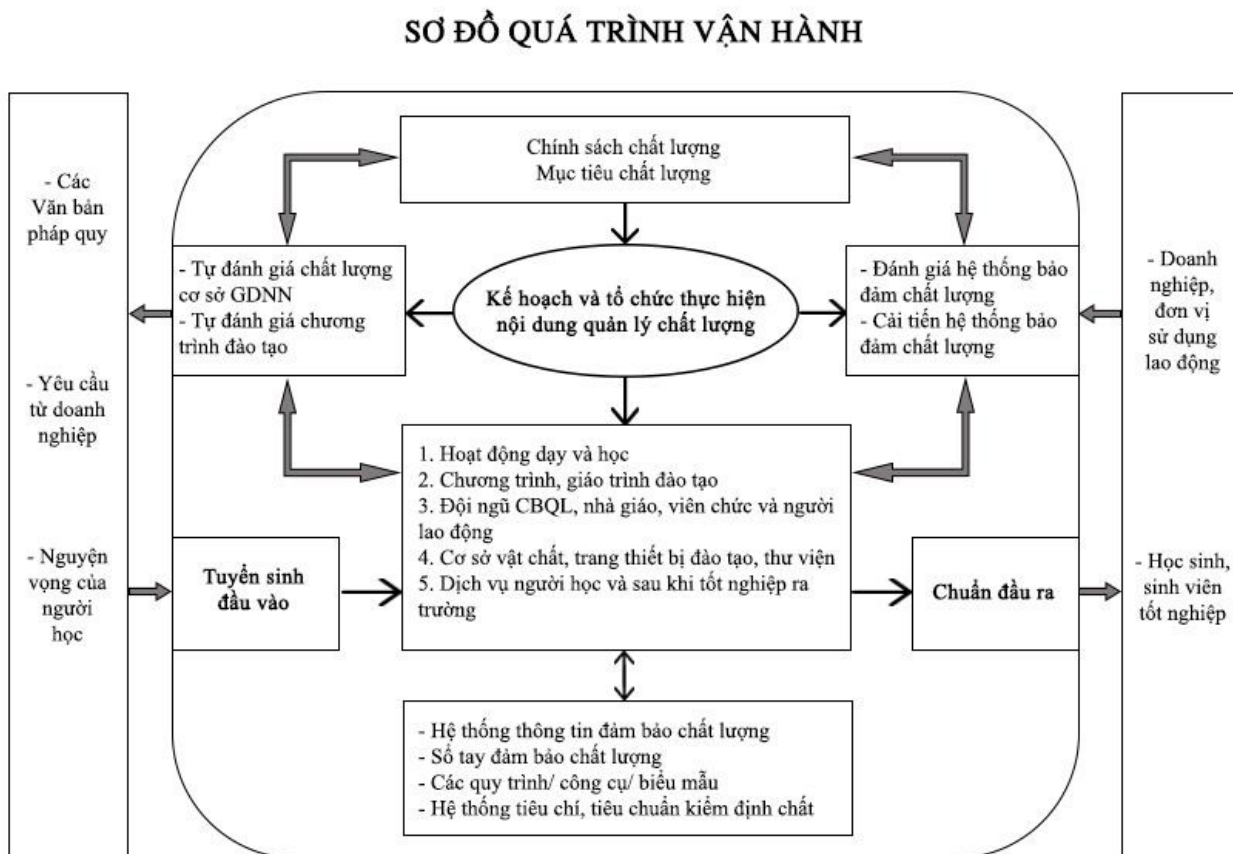 SƠ ĐỒ QUÁ TRÌNH VẬN HÀNH
- Các
Văn bản
pháp quy
- Yêu cầu
từ doanh
nghiệp
- Nguyện
vọng của
người
học
Chính sách chất lượng
Mục tiêu chất lượng
- Tự đánh giá chất lượng
cơ sở GDNN
- Tự đánh giá chương
trình đào tạo
Kế hoạch và tổ chức thực hiện
nội dung quản lý chất lượng
- Đánh giá hệ thống bảo
đảm chất lượng
- Cải tiến hệ thống bảo
đảm chất lượng
Tuyển sinh
đầu vào
1. Hoạt động dạy và học
2. Chương trình, giáo trình đào tạo
3. Đội ngũ CBQL, nhà giáo, viên chức và người
lao động
4. Cơ sở vật chất, trang thiết bị đào tạo, thư viện
5. Dịch vụ người học và sau khi tốt nghiệp ra
trường
Chuẩn đầu ra
- Hệ thống thông tin đảm bảo chất lượng
- Sổ tay đảm bảo chất lượng
- Các quy trình/ công cụ/ biểu mẫu
- Hệ thống tiêu chí, tiêu chuẩn kiểm định chất
- Doanh
nghiệp,
đơn vị
sử dụng
lao động
- Học sinh,
sinh viên
tốt nghiệp